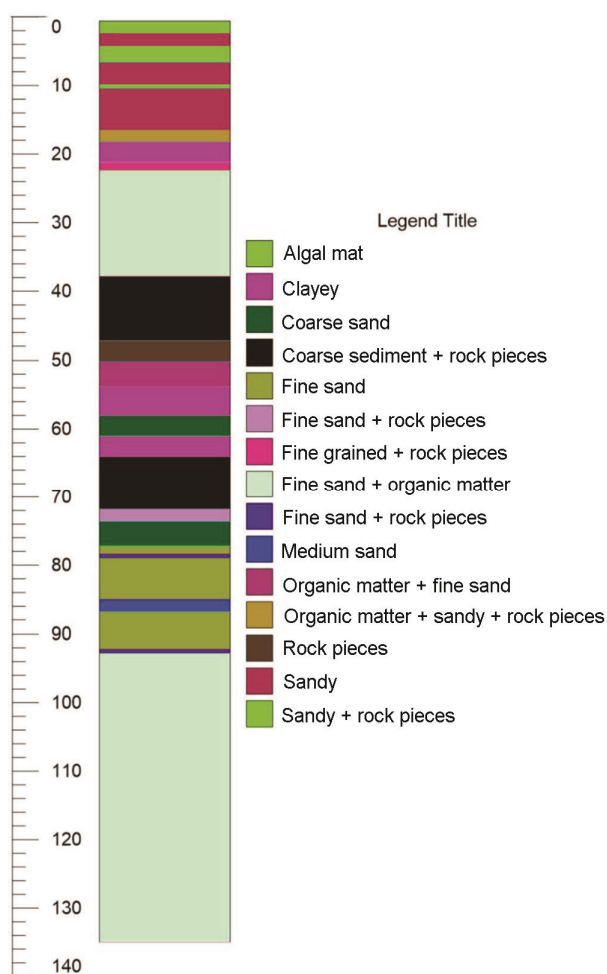 0
10
20
30
40
50
60
70
80
90
100
110
120
130
140
Legend Title
Algal mat
Clayey
Coarse sand
Coarse sediment + rock pieces
Fine sand
Fine sand + rock pieces
Fine grained + rock pieces
Fine sand + organic matter
Fine sand + rock pieces
Medium sand
Organic matter + fine sand
Organic matter + sandy + rock pieces
Rock pieces
Sandy
Sandy + rock pieces